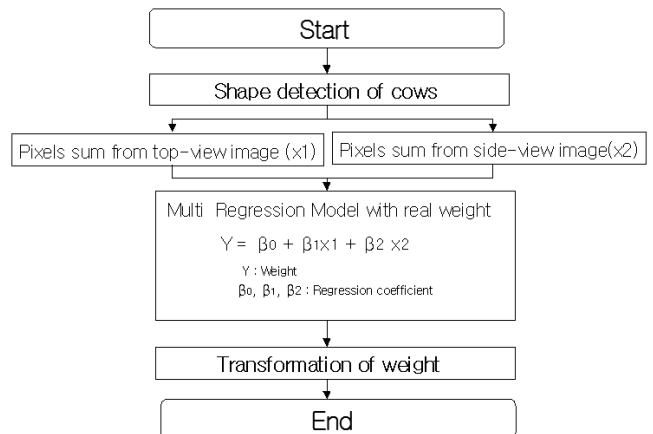 Start
Shape detection of cows
Pixels sum from top-view image (x1)
Pixels sum from side-view image(x2)
Multi Regression Model with real weight
Y = β0 + β1x1 + β2 x2
Y : Weight
β0, β1, β2 : Regression coefficient
Transformation of weight
End